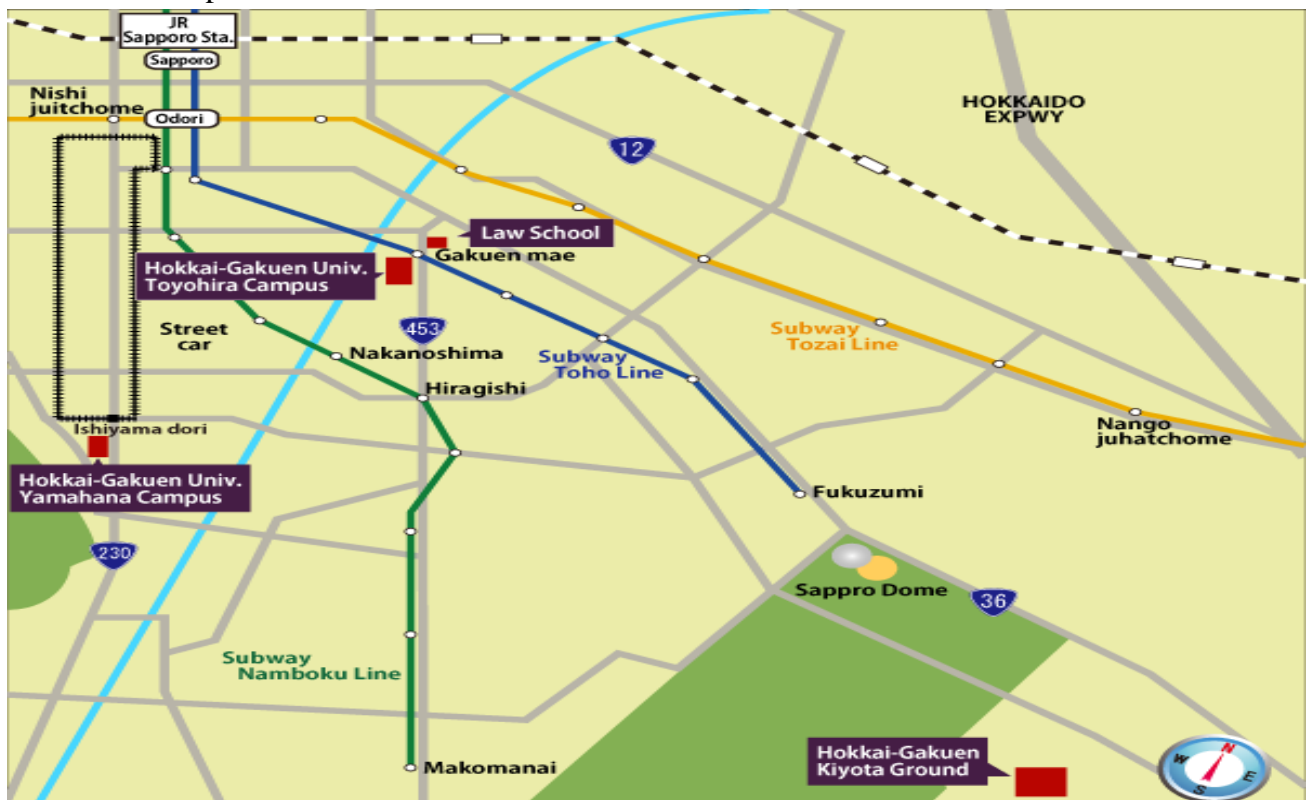 JR
Sapporo Sta.
Sapporo
Nishi
juitchome
Odori
HOKKAIDO
EXPWY
12
Law School
Gakuen mae
Hokkai-Gakuen Univ.
Toyohira Campus
Street
car
453
Nakanoshima
Subway
Toho Line
Subway
Tozai Line
Hiragishi
Ishiyama dori
Nango
juhatchome
Hokkai-Gakuen Univ.
Yamahana Campus
Fukuzumi
230
Sappro Dome
36
Subway
Namboku Line
Makomanai
Hokkai-Gakuen
Kiyota Ground
N
W
E
S